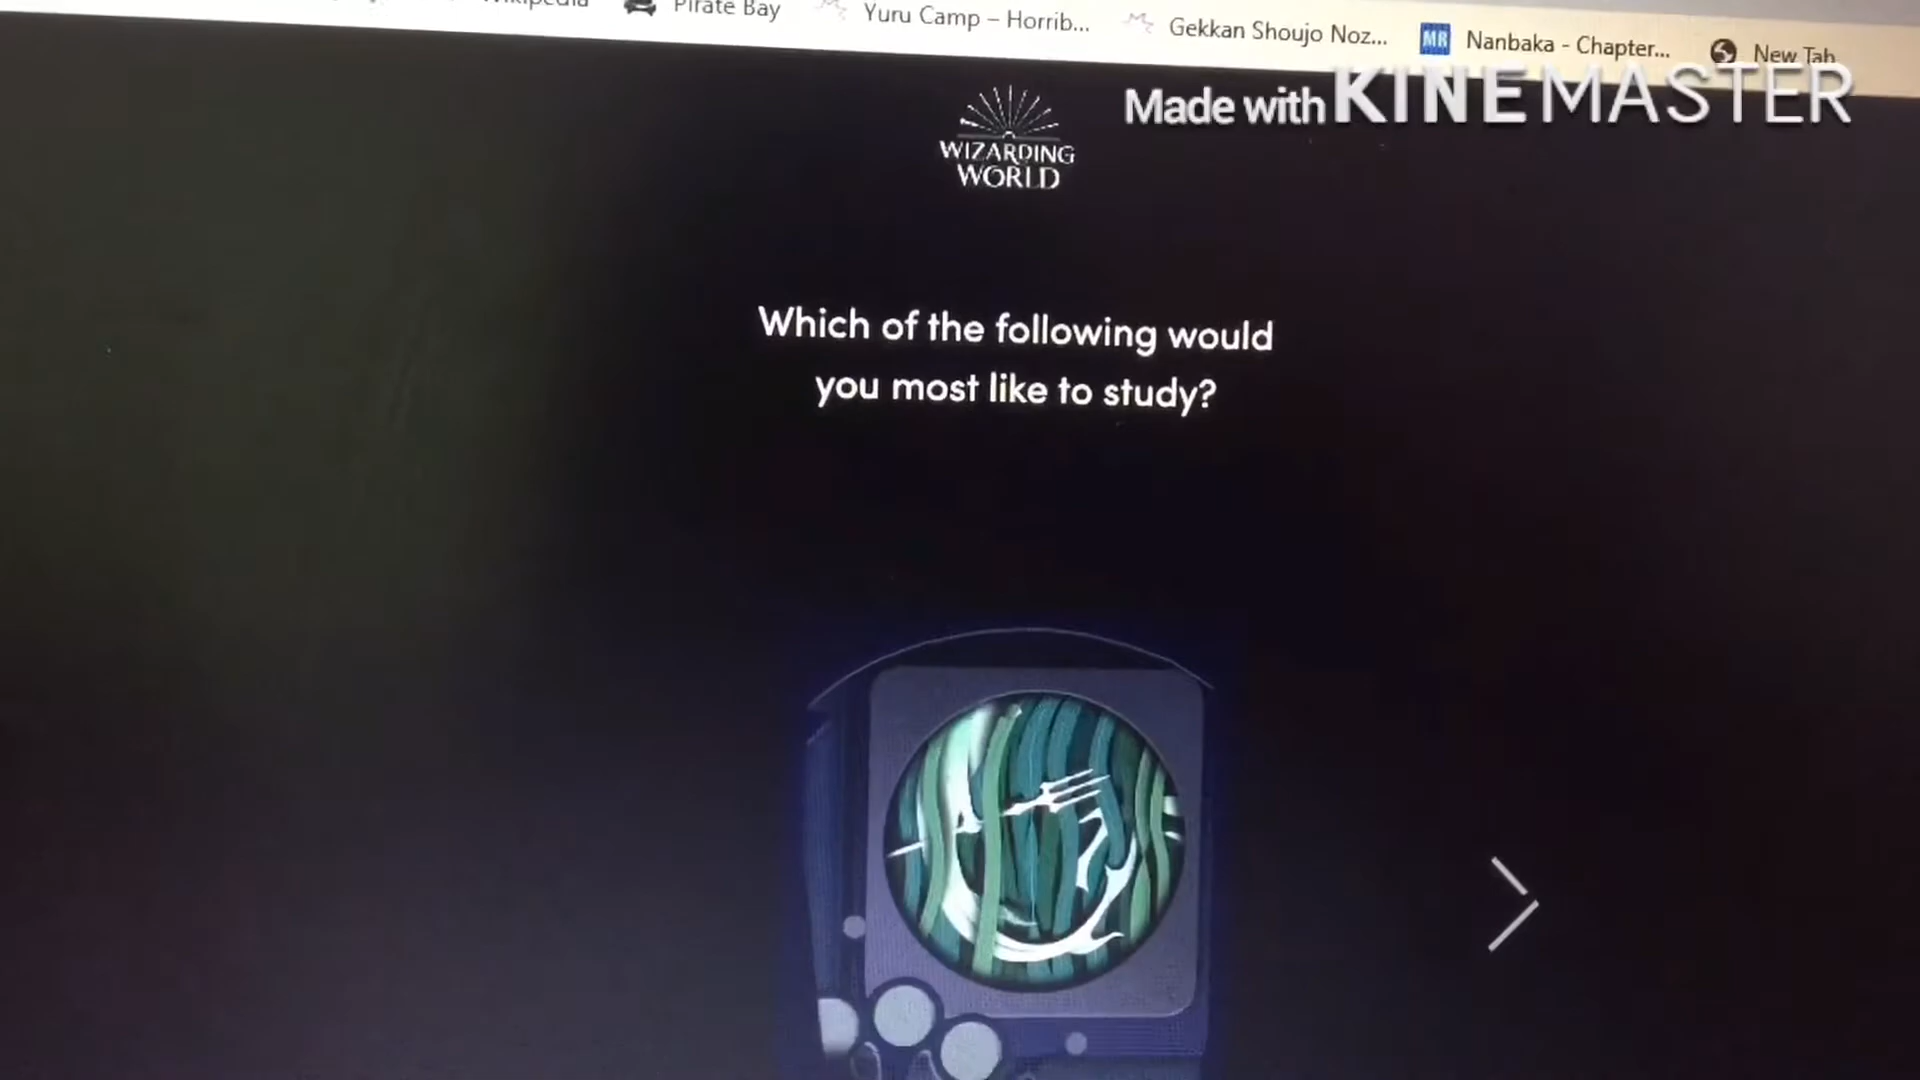 Pirate Bay
Yuru Camp – Horrib...
Gekkan Shoujo Noz...
MR
Nanbaka - Chapter...
New Tab
Made with KINEMASTER
WIZARDING
WORLD
Which of the following would
you most like to study?